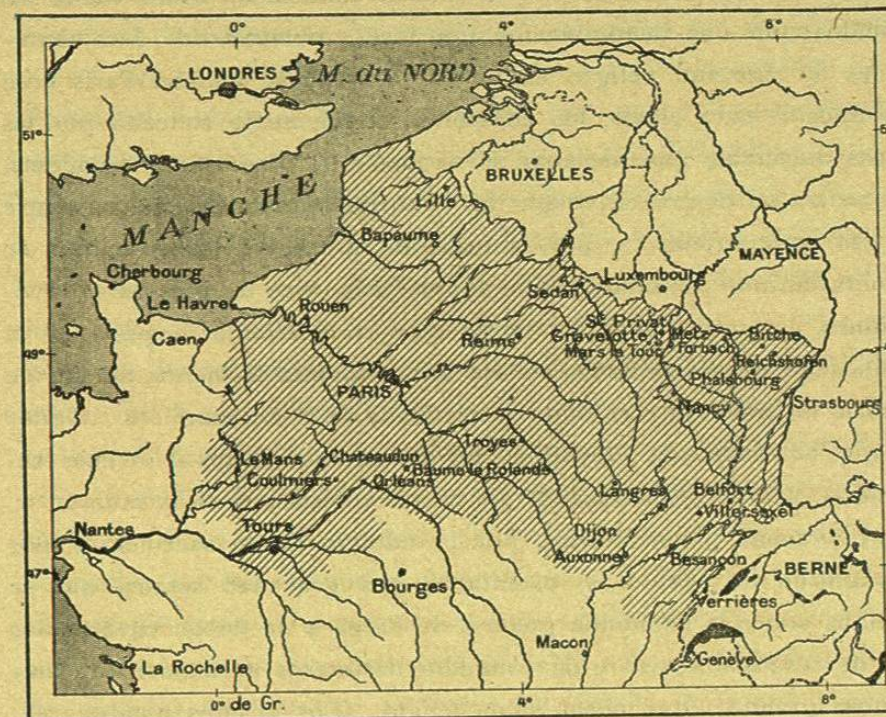 0°
4°
8°
LONDRES
M. du NORD
51°
BRUXELLES
MANCHE
Lille
Bapaume
MAYENCE
Cherbourg
Luxembourg
Sedan
Le Havre
Rouen
St Privat
Caen
Reims
Gravelotte
Metz
Bitche
Mars la Tour
Forbach
49°
Reichshofen
PARIS
Phalsbourg
Nancy
Strasbourg
Troyes
Le Mans
Chateaudun
Baume la Rolande
Coulmiers
Orléans
Langres
Belfort
Villersexel
Nantes
Tours
Dijon
Auxonne
Besançon
47°
Bourges
BERNE
Verrières
Macon
La Rochelle
Genève
0° de Gr.
4°
8°